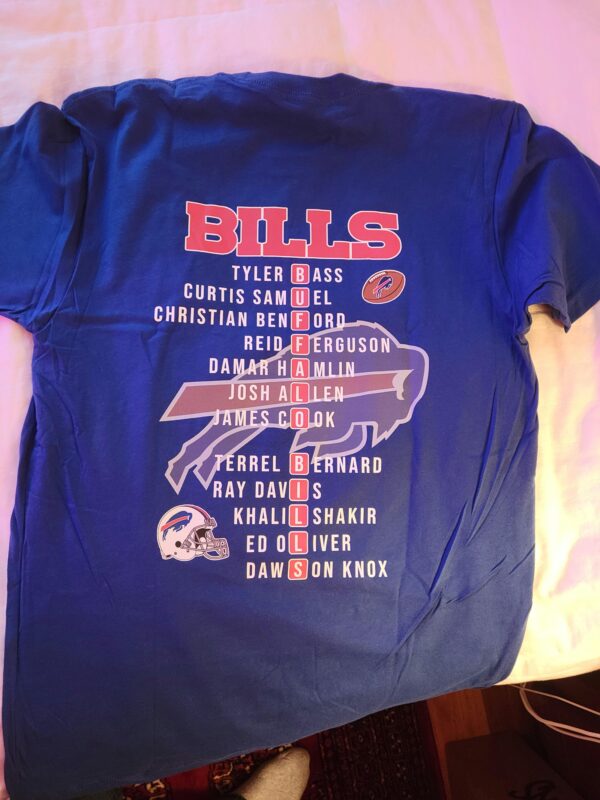 BILLS
TYLER BASS
CURTIS SAMUEL
CHRISTIAN BENFORD
REID FERGUSON
DAMAR HAMLIN
JOSH ALLEN
JAMES COOK
TERREL BERNARD
RAY DAVIS
KHALIL SHAKIR
ED OLIVER
DAWSON KNOX